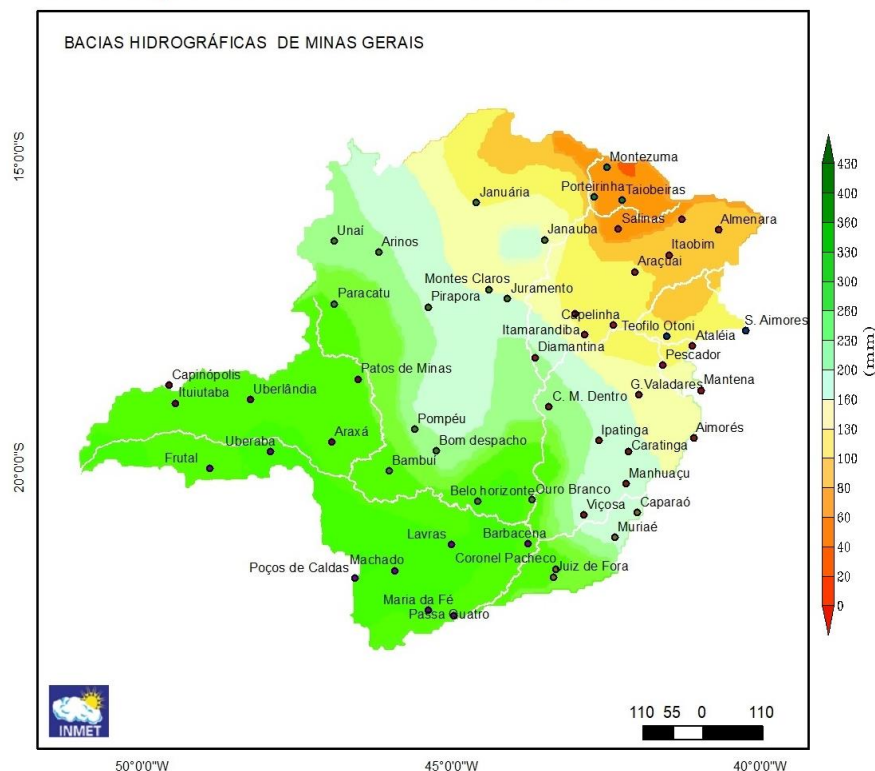 BACIAS HIDROGRÁFICAS DE MINAS GERAIS
15°0'0"S
20°0'0"S
Montezuma
Porteirinha
Taiobeiras
Januária
Salinas
Almenara
Unaí
Arinos
Janauba
Itaobim
Araçuai
Montes Claros
Juramento
Paracatu
Pirapora
Capelinha
Teofilo Otoni
S. Aimores
Itamarandiba
Ataléia
Diamantina
Pescador
Patos de Minas
Capinópolis
Ituiutaba
Uberlândia
G.Valadares
Mantena
C. M. Dentro
Pompéu
Ipatinga
Aimorés
Uberaba
Araxá
Bom despacho
Caratinga
Frutal
Bambuí
Manhuaçu
Belo horizonte
Ouro Branco
Viçosa
Caparaó
Muriaé
Lavras
Barbacena
Coronel Pacheco
Poços de Caldas
Machado
Juiz de Fora
Maria da Fé
Passa Quatro
430
400
360
330
300
260
230
200
160
130
100
80
60
40
20
0
(mm)
INMET
110 55 0 110
50°0'0"W
45°0'0"W
40°0'0"W